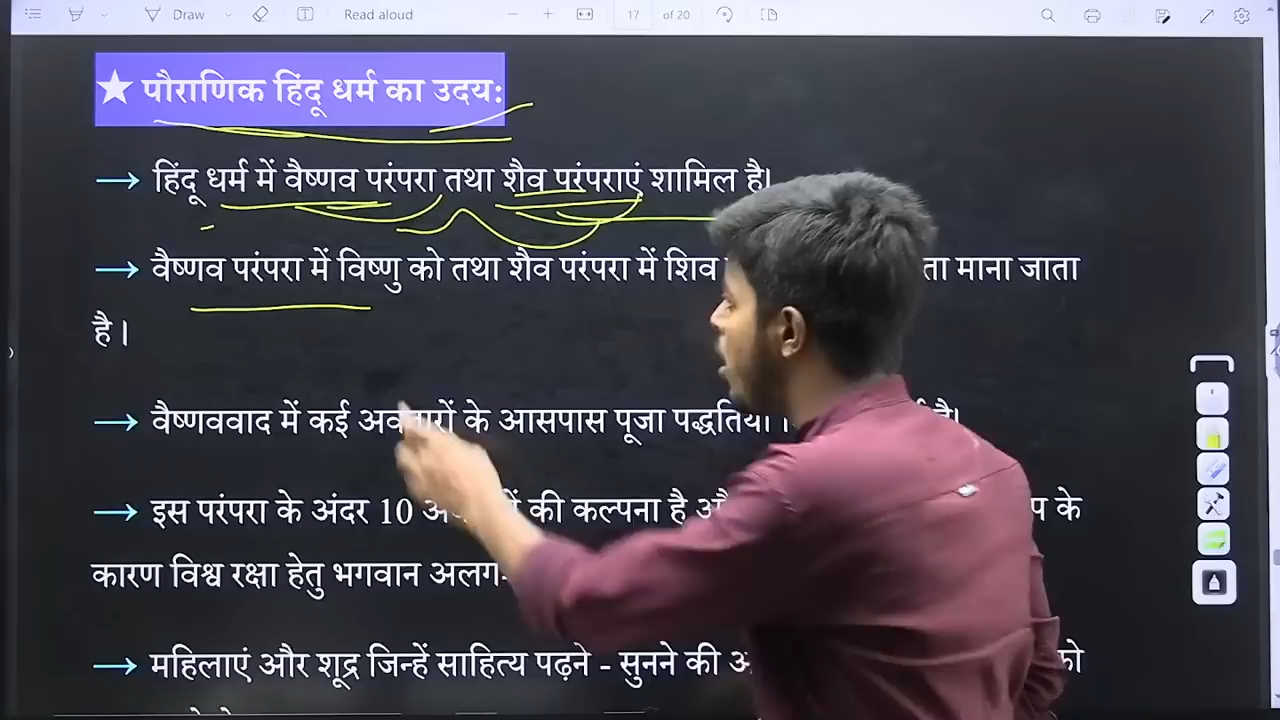 Draw
Read aloud
17 of 20
★ पौराणिक हिंदू धर्म का उदय:
→ हिंदू धर्म में वैष्णव परंपरा तथा शैव परंपराएं शामिल है।
→ वैष्णव परंपरा में विष्णु को तथा शैव परंपरा में शिव माना जाता
है।
→ वैष्णववाद में कई अवतारों के आसपास पूजा पद्धतियां है।
→ इस परंपरा के अंदर 10 की कल्पना है के
कारण विश्व रक्षा हेतु भगवान
→ महिलाएं और शूद्र जिन्हें साहित्य पढ़ने - सुनने की को